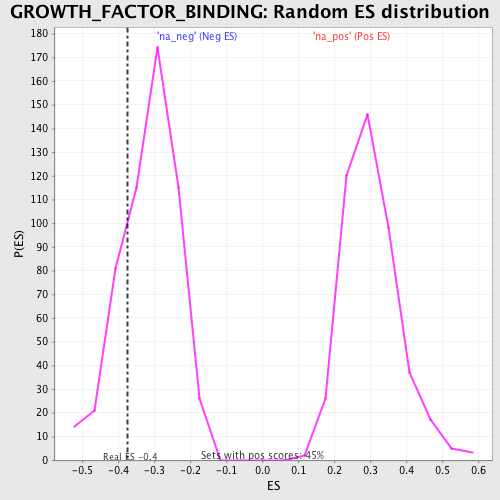 GROWTH_FACTOR_BINDING: Random ES distribution
'na_neg' (Neg ES)
'na_pos' (Pos ES)
180
170
160
150
140
130
120
110
100
90
80
70
60
50
40
30
20
10
0
P(ES)
Real ES -0.4
Sets with pos scores: 45%
-0.5 -0.4 -0.3 -0.2 -0.1 0.0 0.1 0.2 0.3 0.4 0.5 0.6
ES